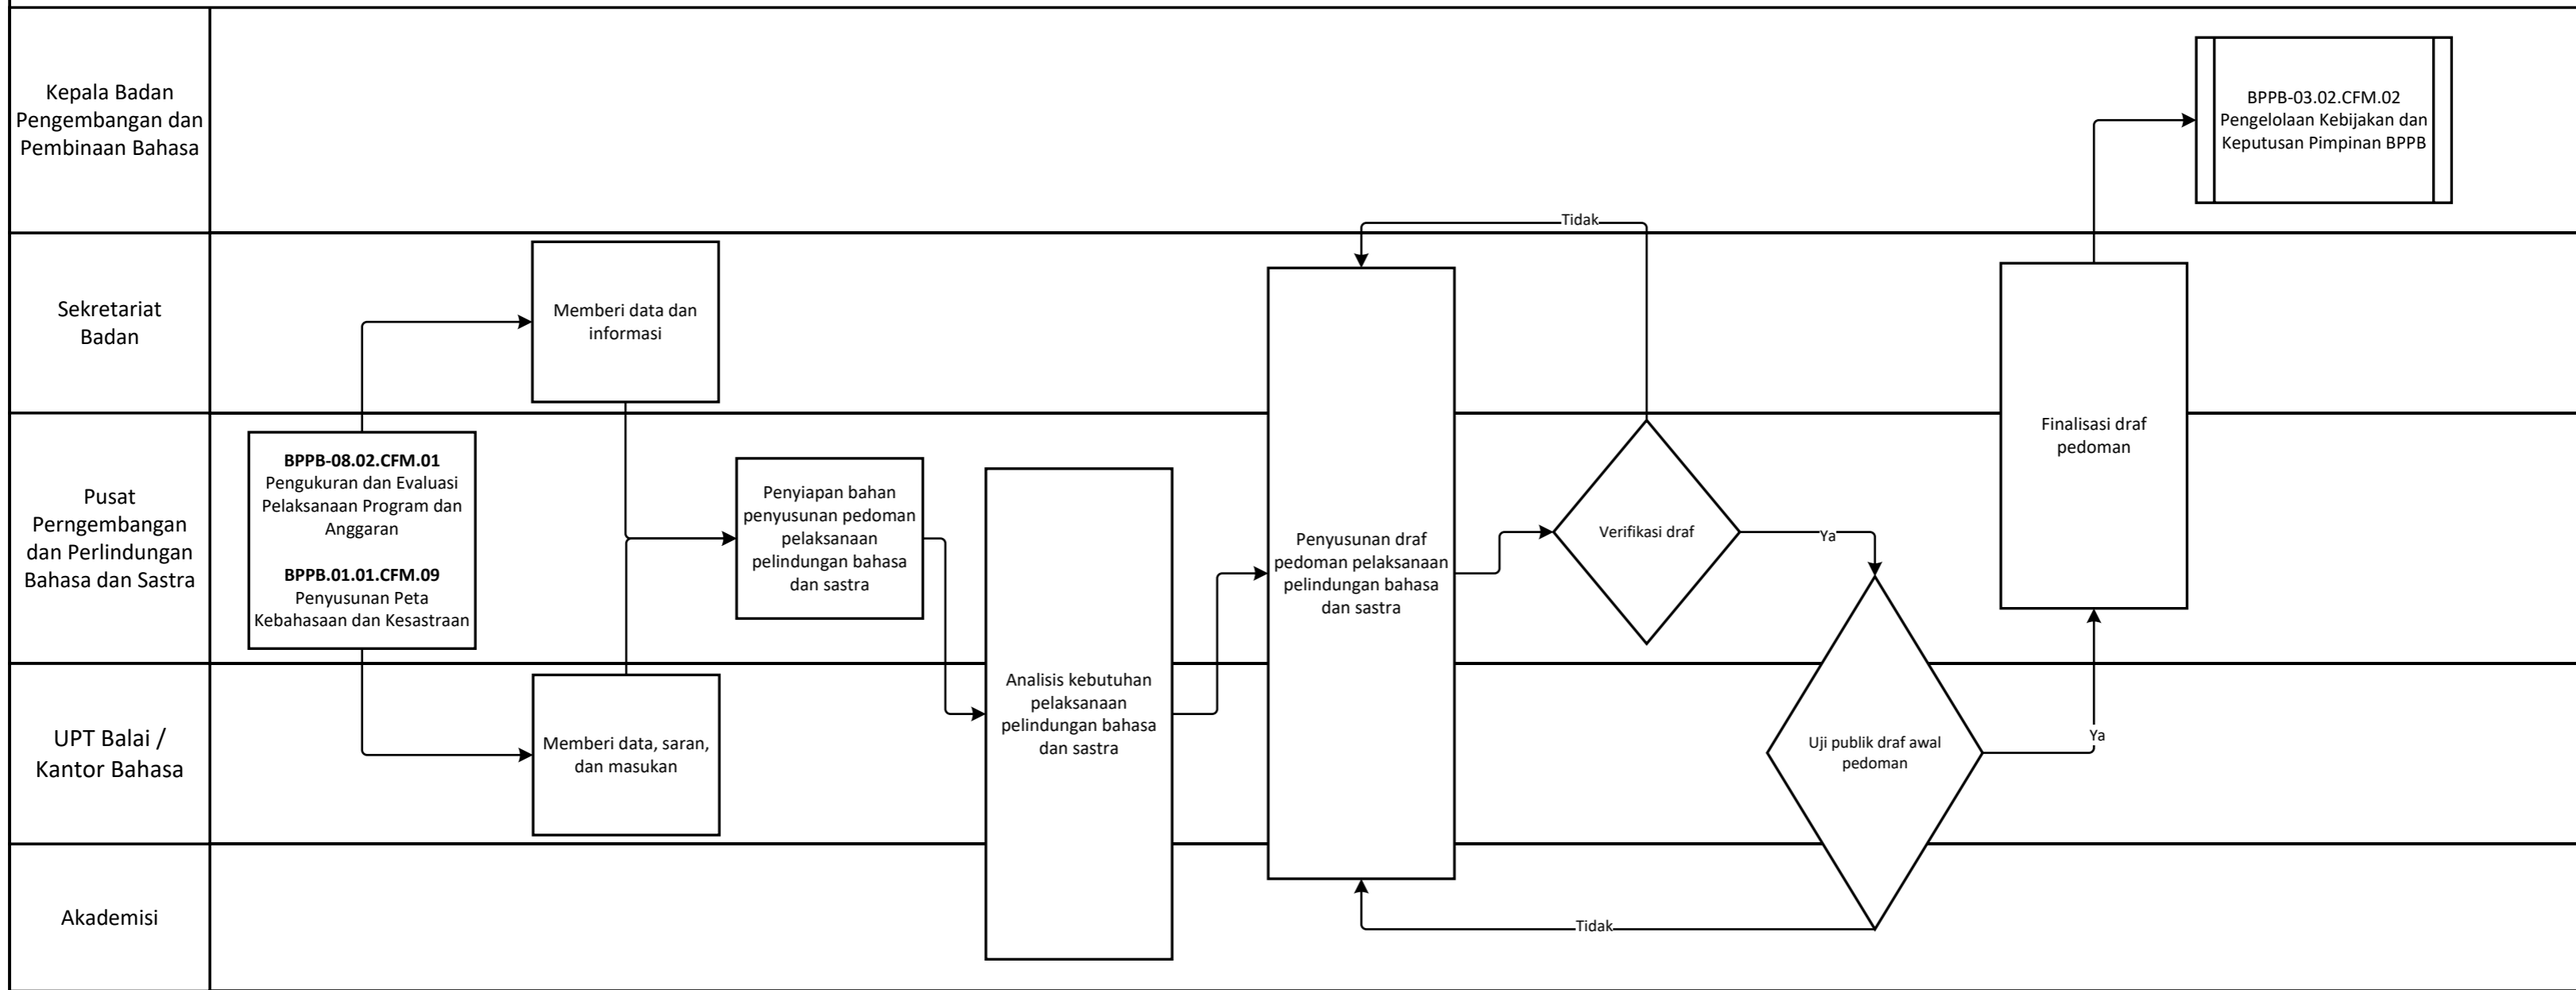 Kepala Badan
Pengembangan dan
Pembinaan Bahasa
BPPB-03.02.CFM.02
Pengelolaan Kebijakan dan
Keputusan Pimpinan BPPB
Tidak
Sekretariat
Badan
Memberi data dan
informasi
Pusat
Perngembangan
dan Perlindungan
Bahasa dan Sastra
BPPB-08.02.CFM.01
Pengukuran dan Evaluasi
Pelaksanaan Program dan
Anggaran
BPPB.01.01.CFM.09
Penyusunan Peta
Kebahasaan dan Kesastraan
Penyiapan bahan
penyusunan pedoman
pelaksanaan
pelindungan bahasa
dan sastra
Penyusunan draf
pedoman pelaksanaan
pelindungan bahasa
dan sastra
Verifikasi draf
Ya
Finalisasi draf
pedoman
UPT Balai /
Kantor Bahasa
Memberi data, saran,
dan masukan
Analisis kebutuhan
pelaksanaan
pelindungan bahasa
dan sastra
Uji publik draf awal
pedoman
Ya
Akademisi
Tidak